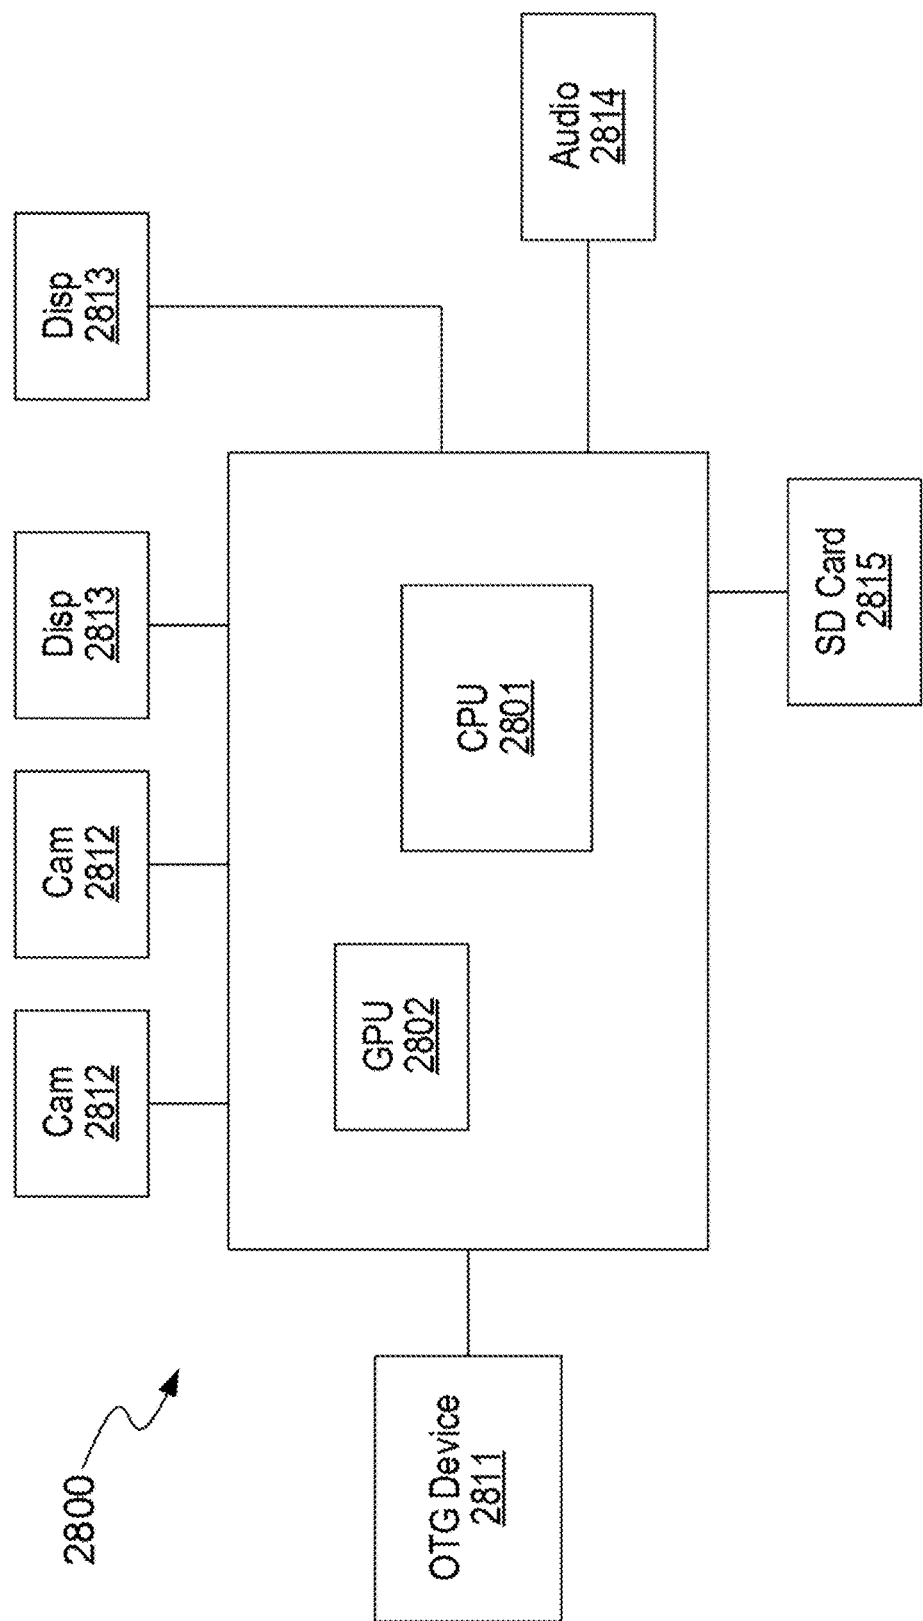 2800
Cam
2812
Cam
2812
Disp
2813
Disp
2813
OTG Device
2811
GPU
2802
CPU
2801
Audio
2814
SD Card
2815